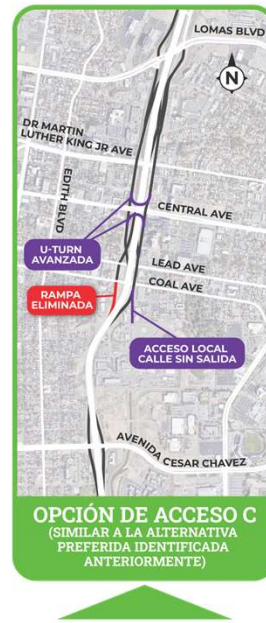 LOMAS BLVD
N
DR MARTIN
LUTHER KING JR AVE
EDITH BLVD
CENTRAL AVE
U-TURN
AVANZADA
LEAD AVE
COAL AVE
RAMPA
ELIMINADA
ACCESO LOCAL
CALLE SIN SALIDA
AVENIDA CESAR CHAVEZ
OPCIÓN DE ACCESO C
(SIMILAR A LA ALTERNATIVA
PREFERIDA IDENTIFICADA
ANTERIORMENTE)